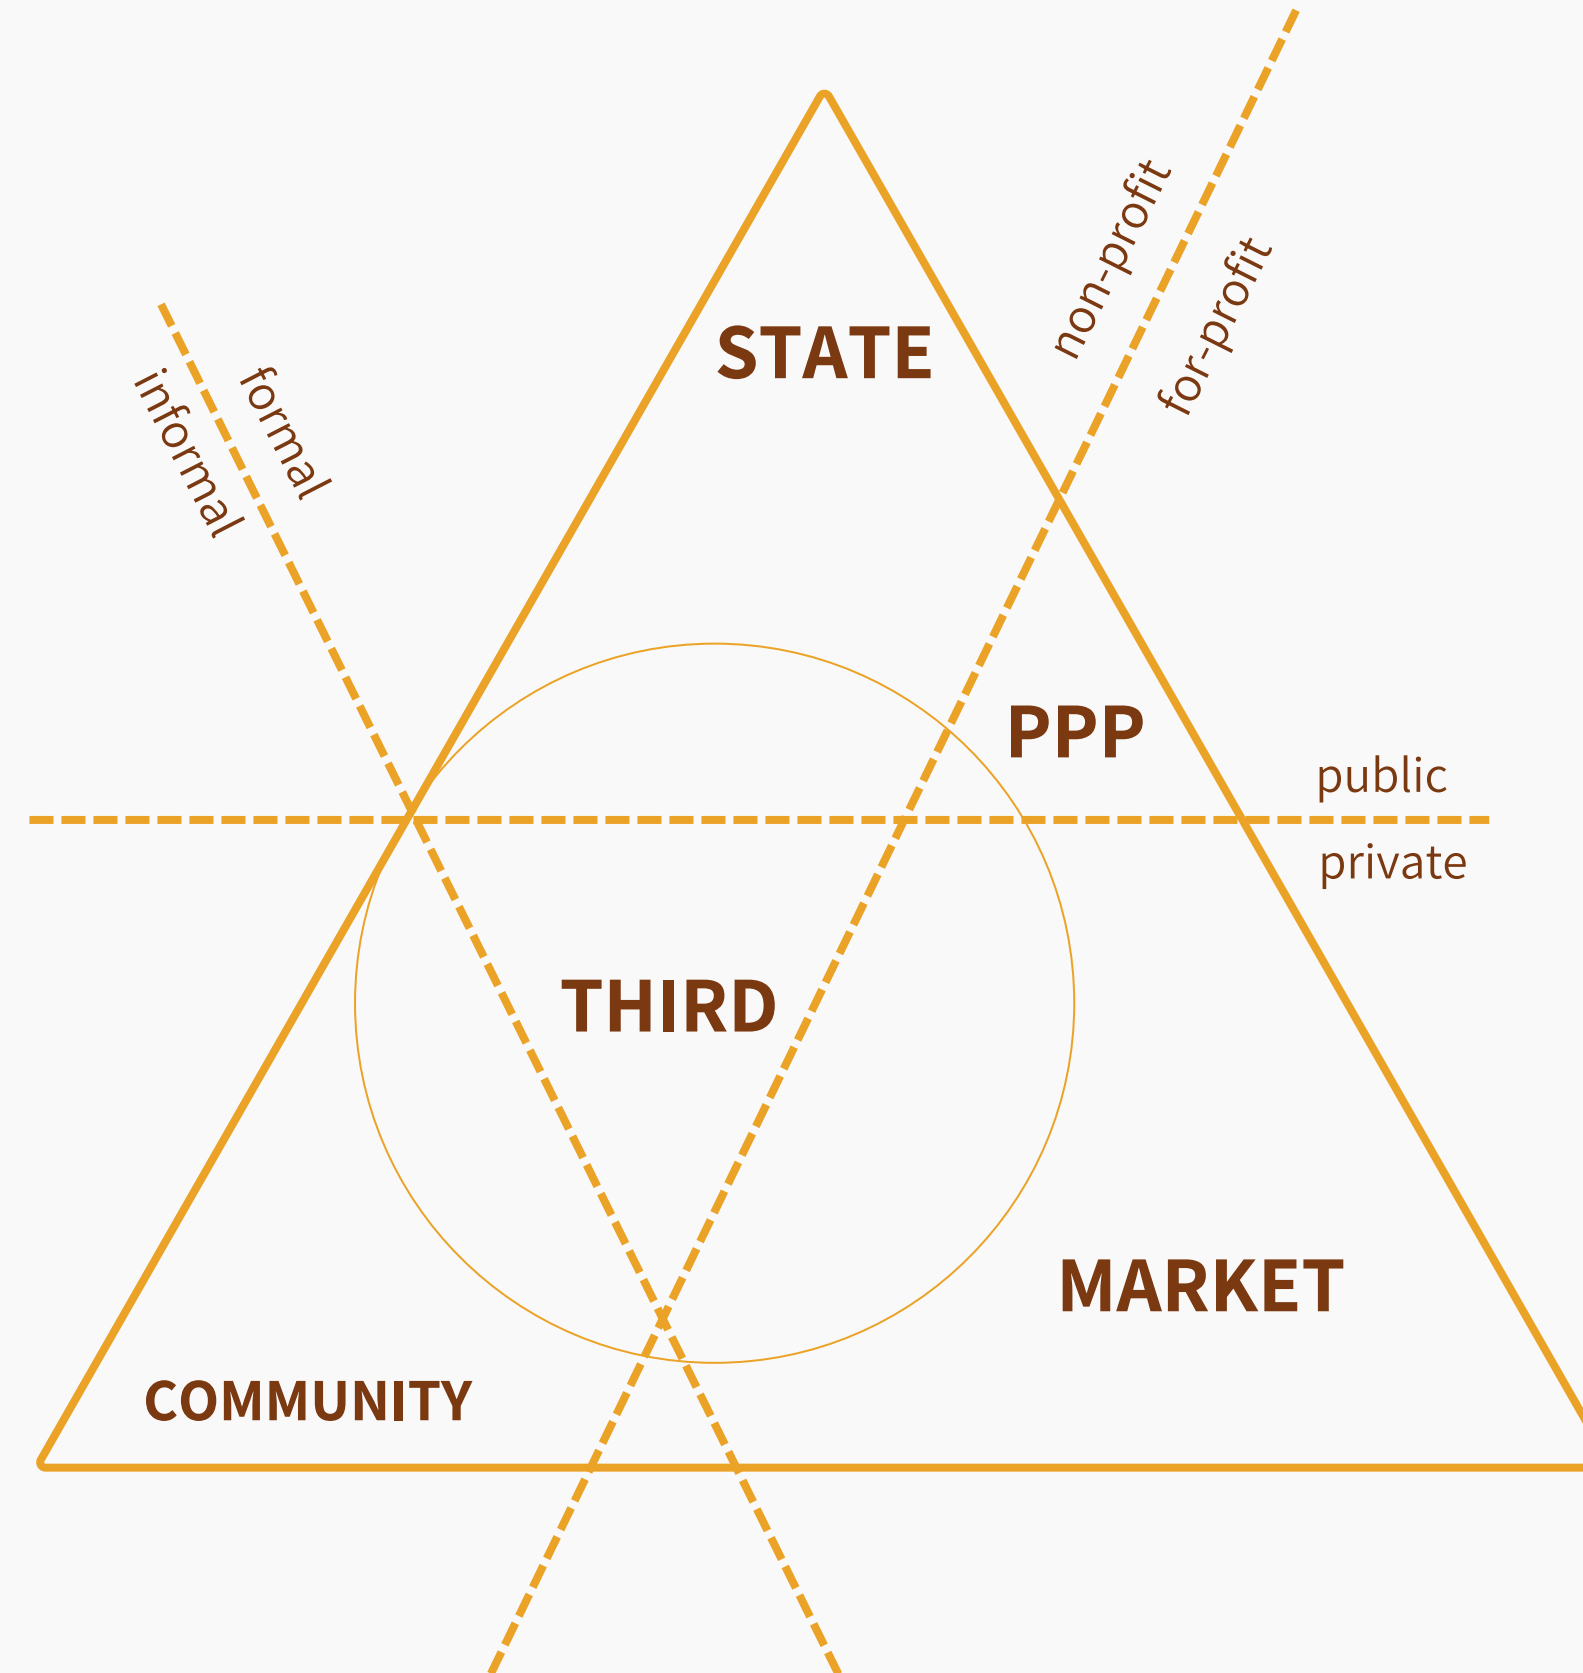 non-profit
for-profit
STATE
formal
informal
PPP
public
private
THIRD
MARKET
COMMUNITY